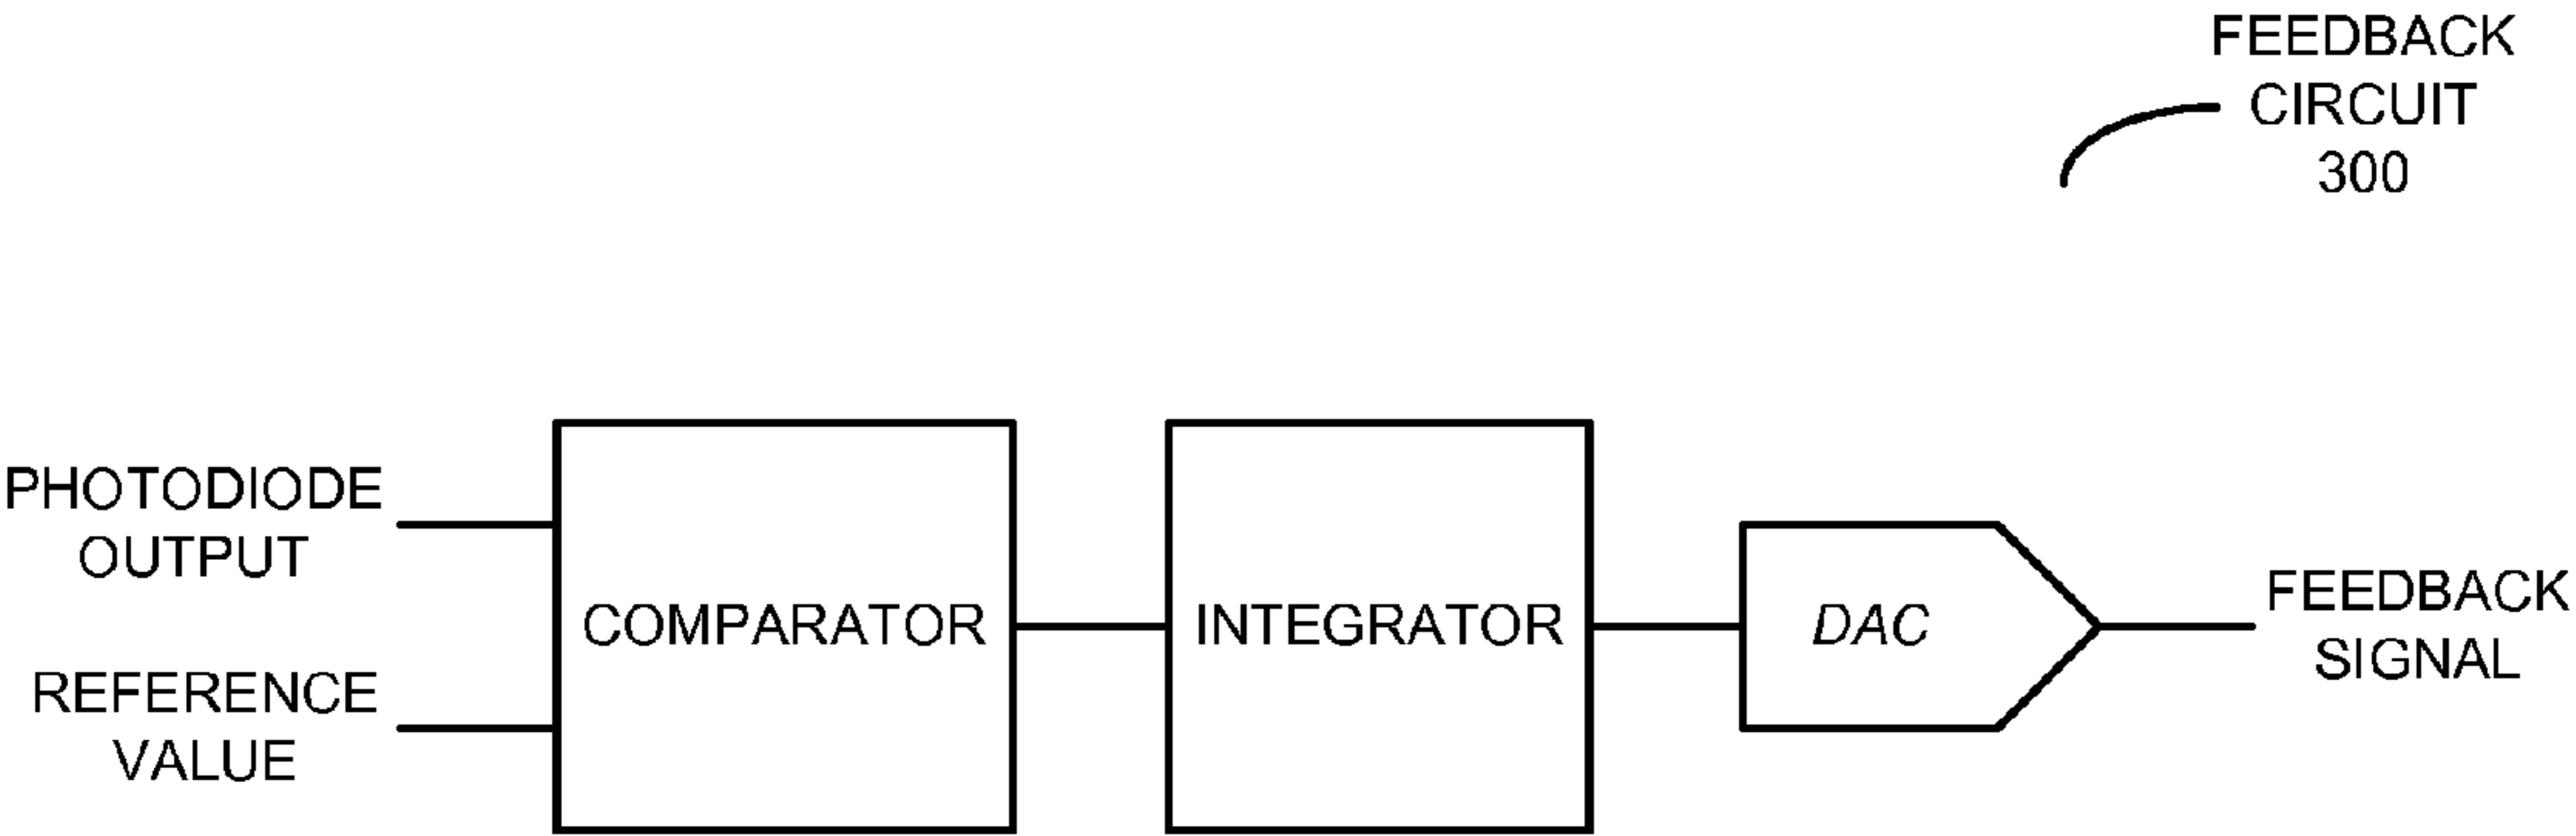 FEEDBACK
CIRCUIT
300
PHOTODIODE
OUTPUT
REFERENCE
VALUE
COMPARATOR
INTEGRATOR
DAC
FEEDBACK
SIGNAL